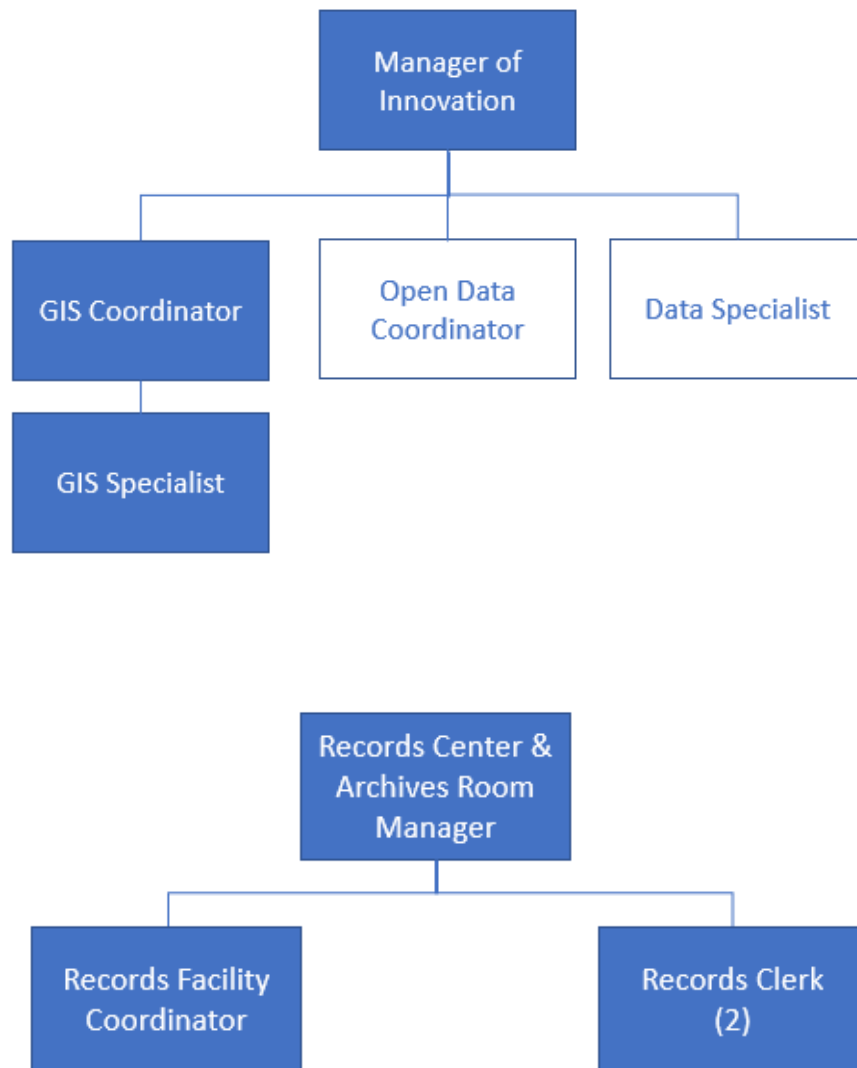 Manager of
Innovation
GIS Coordinator
Open Data
Coordinator
Data Specialist
GIS Specialist
Records Center &
Archives Room
Manager
Records Facility
Coordinator
Records Clerk
(2)